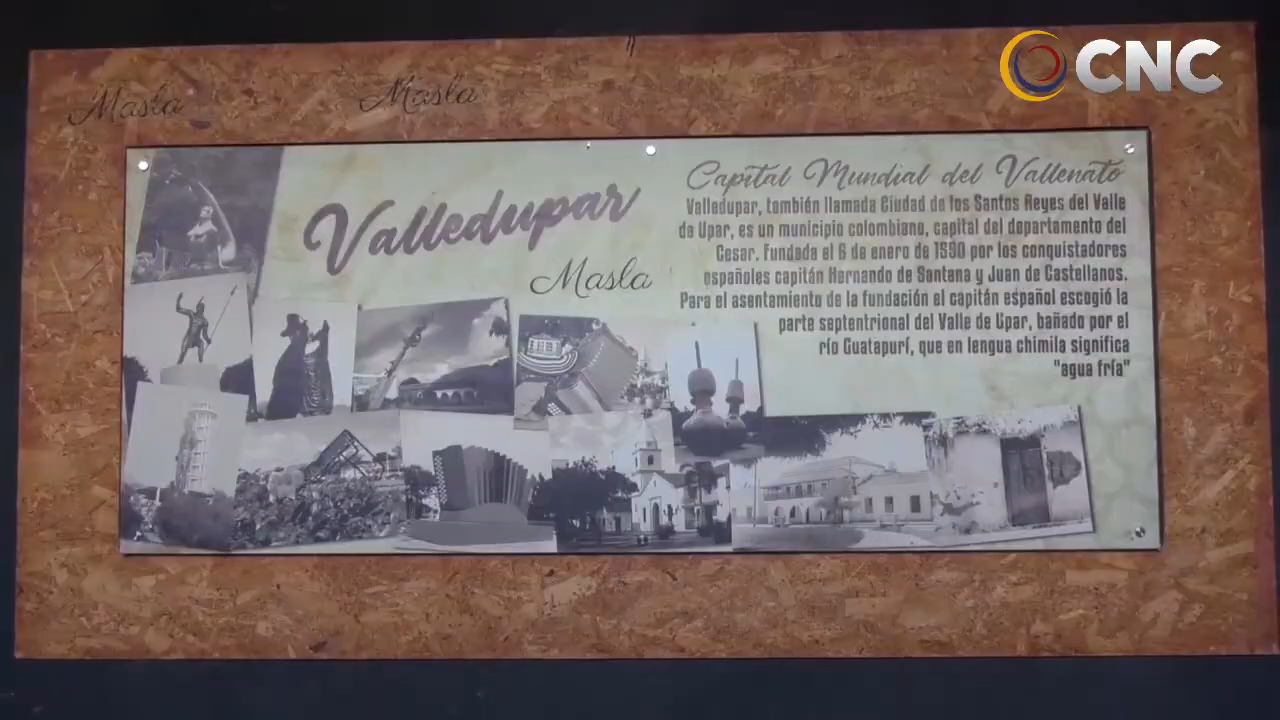 CNC
Masla
Masla
Valledupar
Masla
Capital Mundial del Vallenato
Valledupar, también llamada Ciudad de los Santos Reyes del Valle
de Upar, es un municipio colombiano, capital del departamento del
Cesar. Fundada el 6 de enero de 1550 por los conquistadores
españoles capitán Hernando de Santana y Juan de Castellanos.
Para el asentamiento de la fundación el capitán español escogió la
parte septentrional del Valle de Upar, bañado por el
río Guatapurí, que en lengua chimila significa
"agua fría"